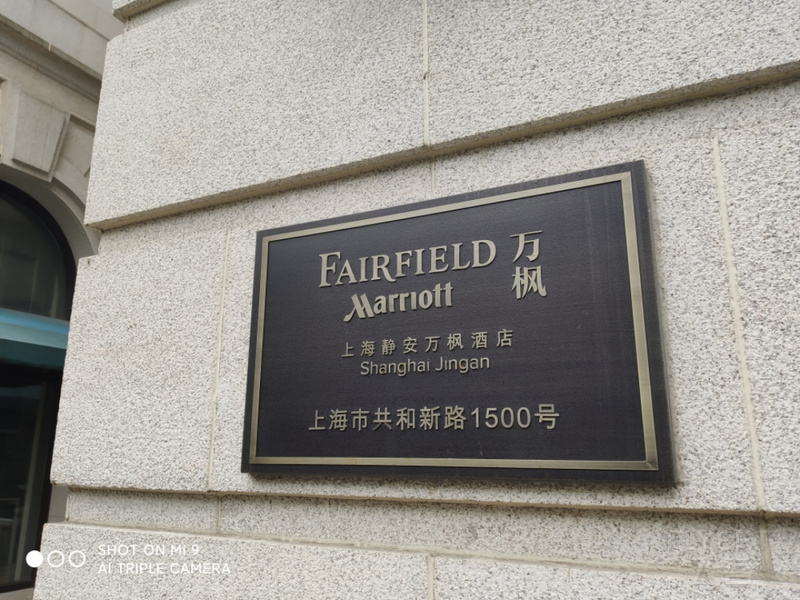 FAIRFIELD 万枫
Marriott
上海静安万枫酒店
Shanghai Jingan
上海市共和新路1500号
SHOT ON MI 9
AI TRIPLE CAMERA